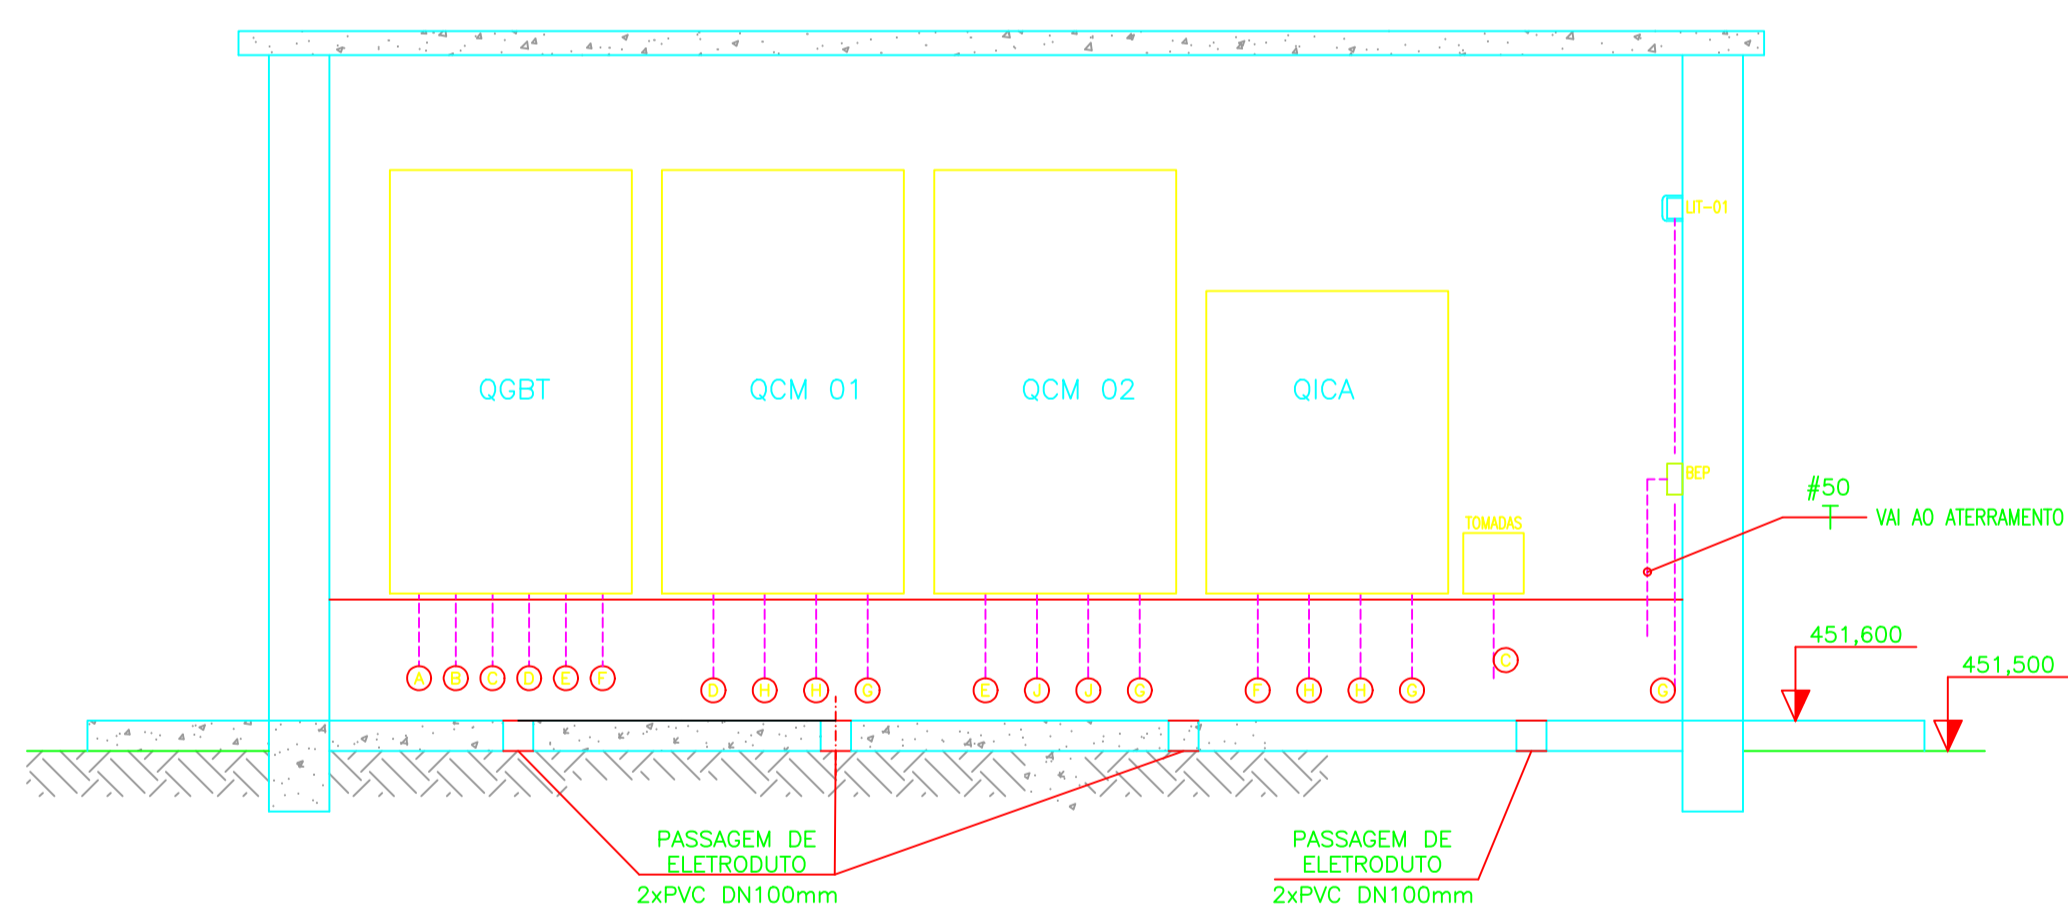 LIT-01
QGBT
QCM 01
QCM 02
QICA
BEP
#50
TOMADAS
VAI AO ATERRAMENTO
451,600
451,500
A B C D E F
D H H G
E J J G
F H H G
C
G
PASSAGEM DE
ELETRODUTO
2xPVC DN100mm
PASSAGEM DE
ELETRODUTO
2xPVC DN100mm